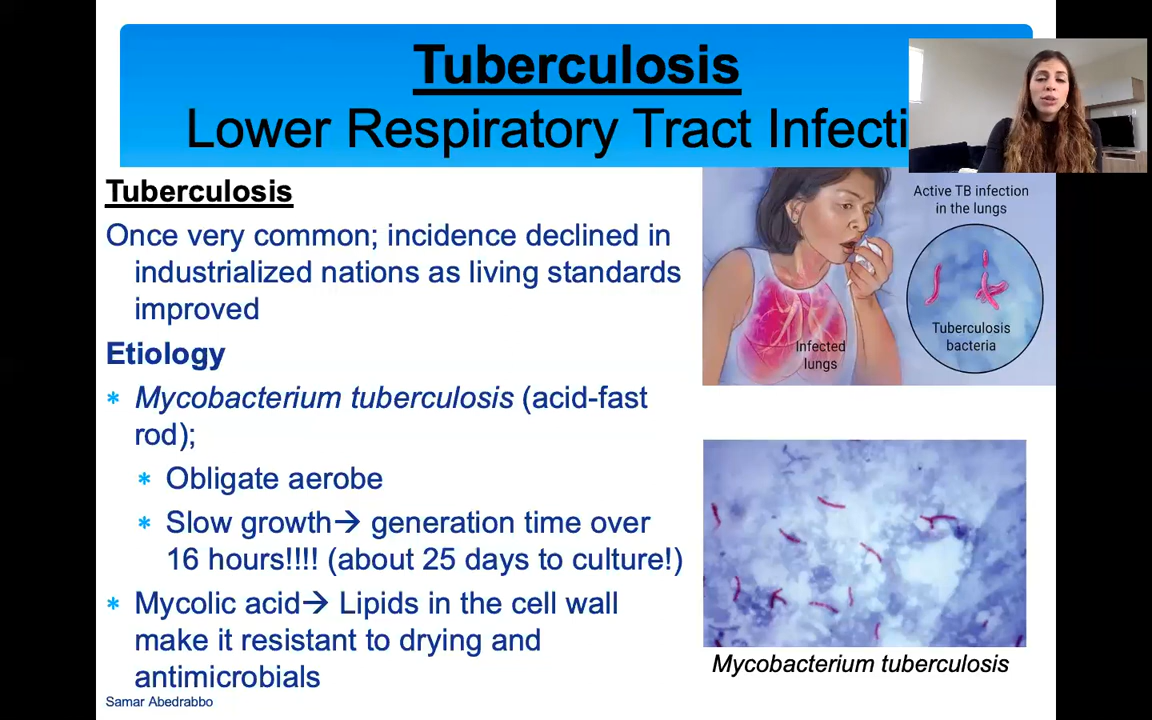 Tuberculosis
Lower Respiratory Tract Infecti
Tuberculosis
Once very common; incidence declined in
industrialized nations as living standards
improved
Etiology
* Mycobacterium tuberculosis (acid-fast
rod);
* Obligate aerobe
* Slow growth→ generation time over
16 hours!!!! (about 25 days to culture!)
* Mycolic acid→ Lipids in the cell wall
make it resistant to drying and
antimicrobials
Samar Abedrabbo
Active TB infection
in the lungs
Tuberculosis
bacteria
Infected
lungs
Mycobacterium tuberculosis